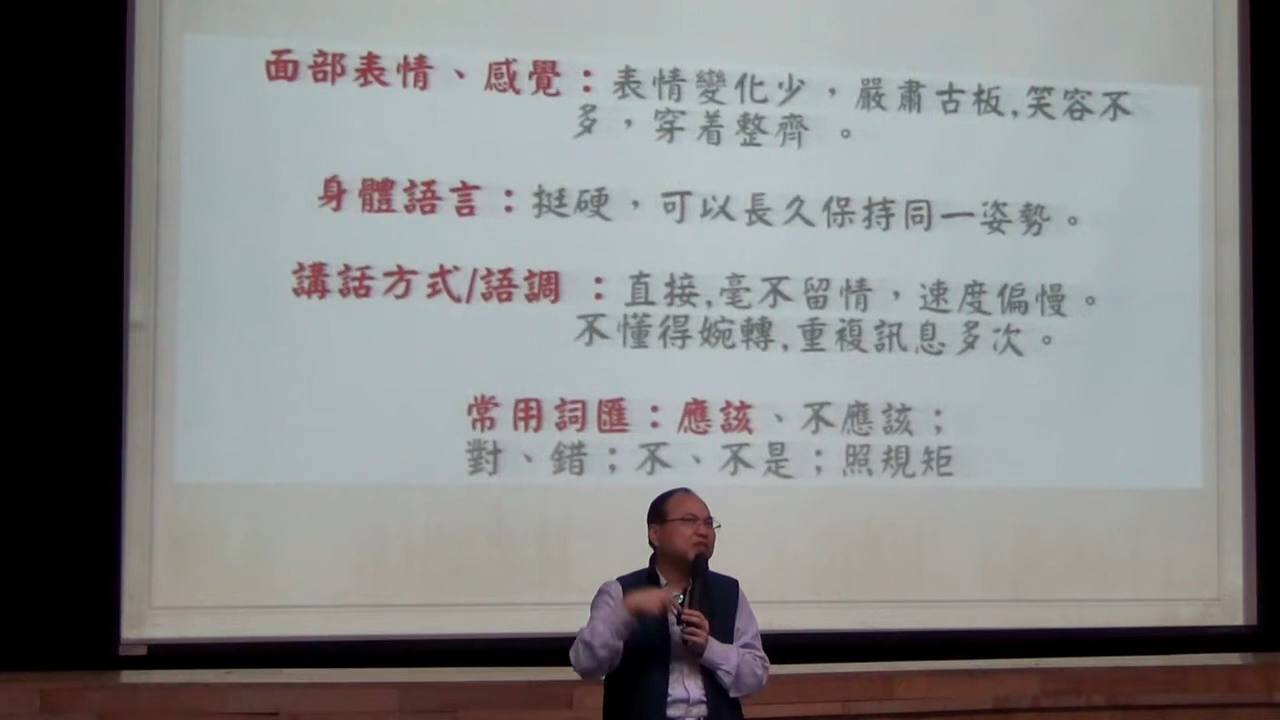 面部表情、感覺：表情變化少，嚴肅古板,笑容不
多，穿着整齊 。
身體語言：挺硬，可以長久保持同一姿勢。
講話方式/語調 ：直接,毫不留情，速度偏慢。
不懂得婉轉,重複訊息多次。
常用詞匯：應該、不應該；
對、錯；不、不是；照規矩